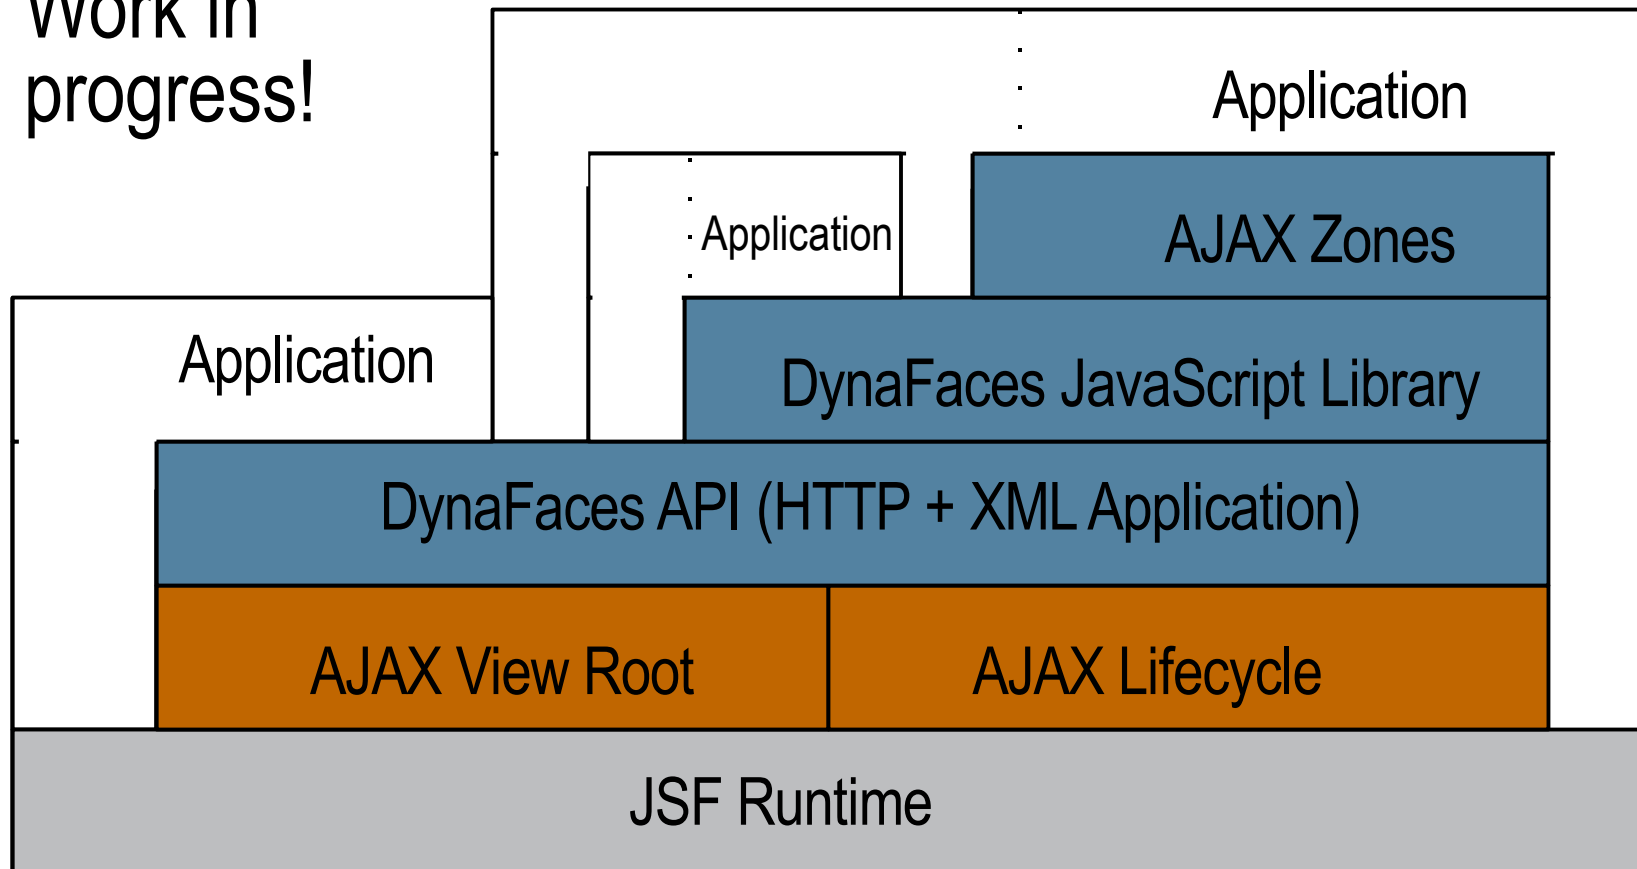 Work in
progress!
Application
Application
AJAX Zones
Application
DynaFaces JavaScript Library
DynaFaces API (HTTP + XML Application)
AJAX View Root
AJAX Lifecycle
JSF Runtime